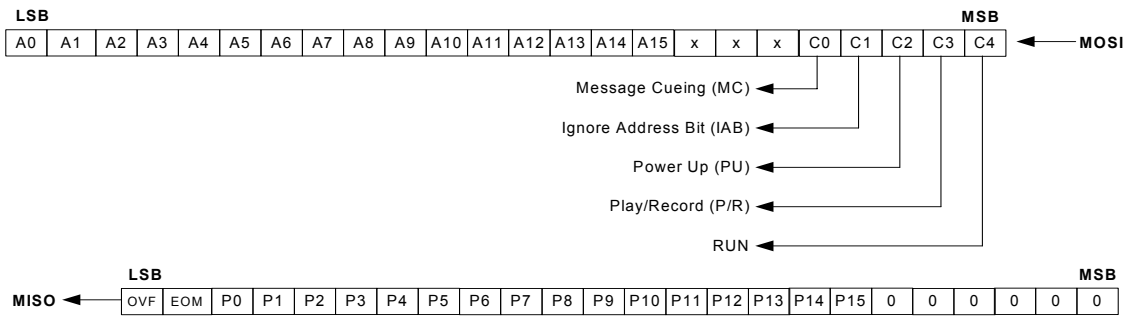 LSB MSB
A0 A1 A2 A3 A4 A5 A6 A7 A8 A9 A10 A11 A12 A13 A14 A15 x x x C0 C1 C2 C3 C4 MOSI
Message Cueing (MC)
Ignore Address Bit (IAB)
Power Up (PU)
Play/Record (P/R)
RUN
LSB MSB
MISO OVF EOM P0 P1 P2 P3 P4 P5 P6 P7 P8 P9 P10 P11 P12 P13 P14 P15 0 0 0 0 0 0